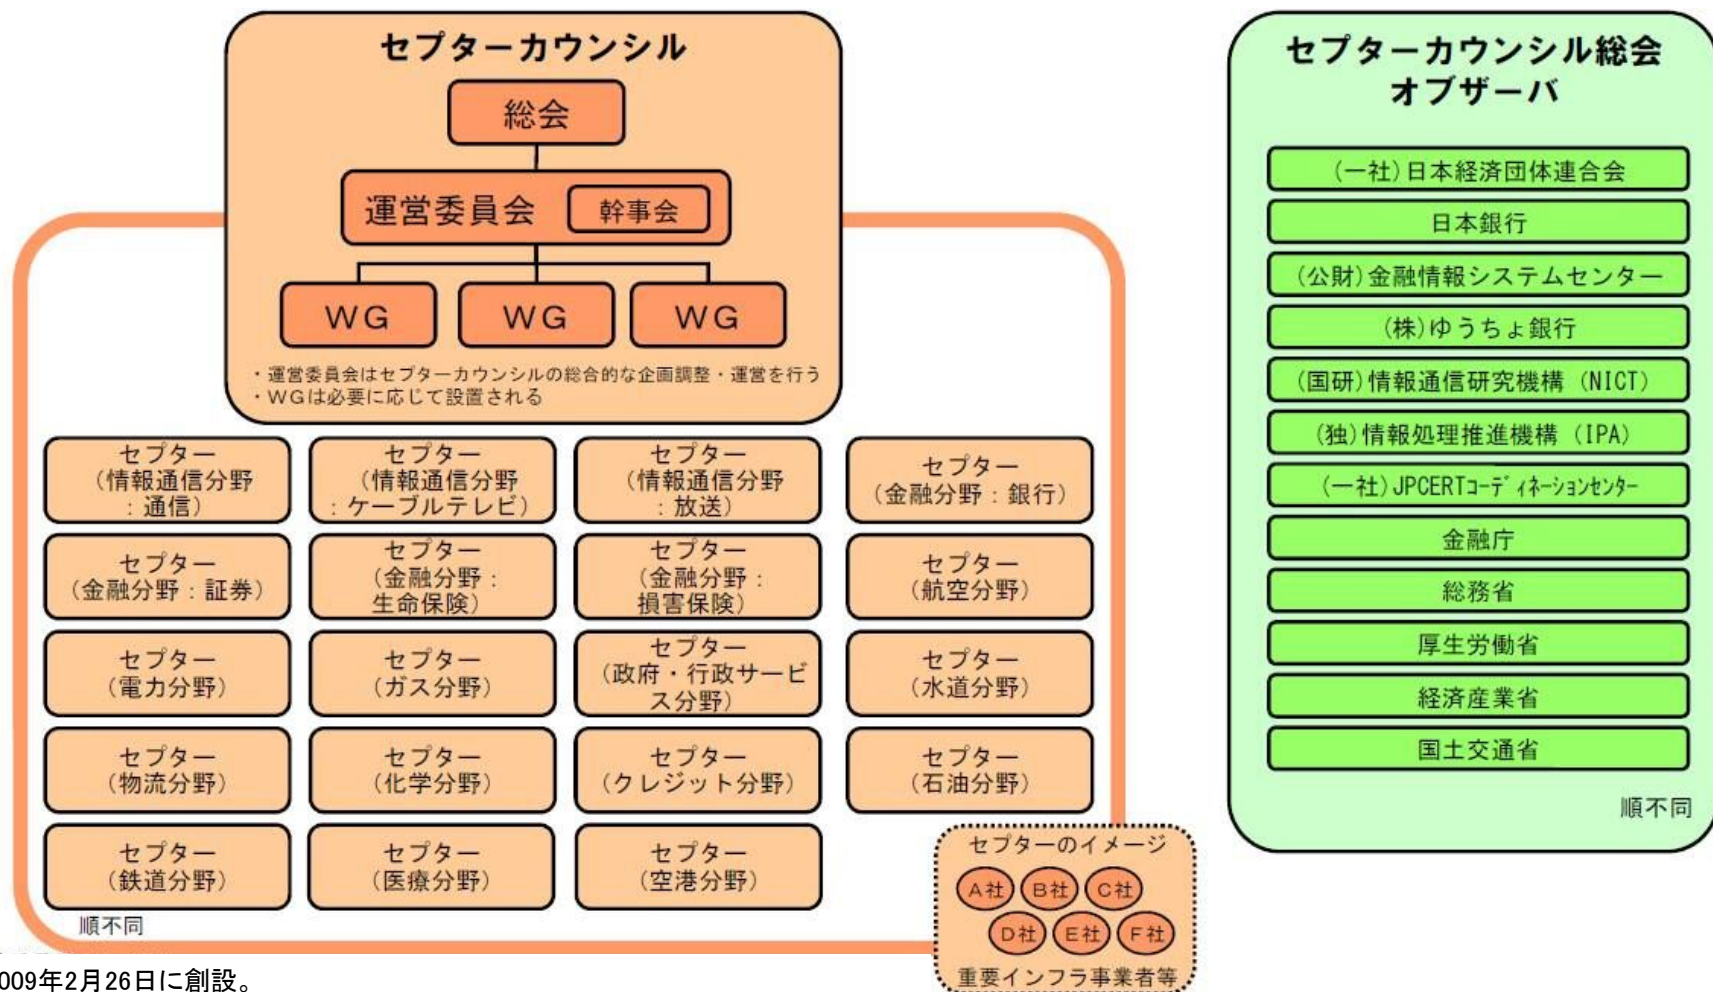 セプターカウンシル
総会
運営委員会
幹事会
WG
WG
WG
・運営委員会はセプターカウンシルの総合的な企画調整・運営を行う
・WGは必要に応じて設置される
セプター
(情報通信分野
:通信)
セプター
(情報通信分野
:ケーブルテレビ)
セプター
(情報通信分野
:放送)
セプター
(金融分野:銀行)
セプター
(金融分野:証券)
セプター
(金融分野:
生命保険)
セプター
(金融分野:
損害保険)
セプター
(航空分野)
セプター
(電力分野)
セプター
(ガス分野)
セプター
(政府・行政サービ
ス分野)
セプター
(水道分野)
セプター
(物流分野)
セプター
(化学分野)
セプター
(クレジット分野)
セプター
(石油分野)
セプター
(鉄道分野)
セプター
(医療分野)
セプター
(空港分野)
順不同
セプターのイメージ
A社 B社 C社
D社 E社 F社
重要インフラ事業者等
009年2月26日に創設。
セプターカウンシル総会
オブザーバ
(一社)日本経済団体連合会
日本銀行
(公財)金融情報システムセンター
(株)ゆうちょ銀行
(国研)情報通信研究機構(NICT)
(独)情報処理推進機構(IPA)
(一社)JPCERTコーディネーションセンター
金融庁
総務省
厚生労働省
経済産業省
国土交通省
順不同